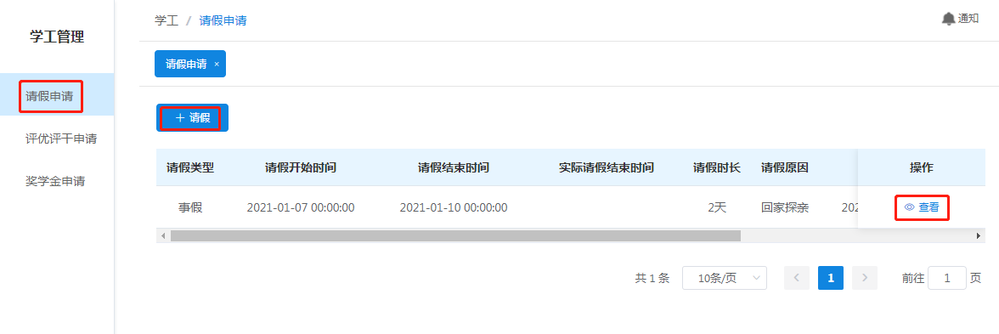 学工管理
请假申请
评优评干申请
奖学金申请
学工 / 请假申请
通知
请假申请 ×
+ 请假
请假类型 请假开始时间 请假结束时间 实际请假结束时间 请假时长 请假原因 操作
事假 2021-01-07 00:00:00 2021-01-10 00:00:00 2天 回家探亲 202 查看
共 1 条 10条/页 < 1 > 前往 1 页